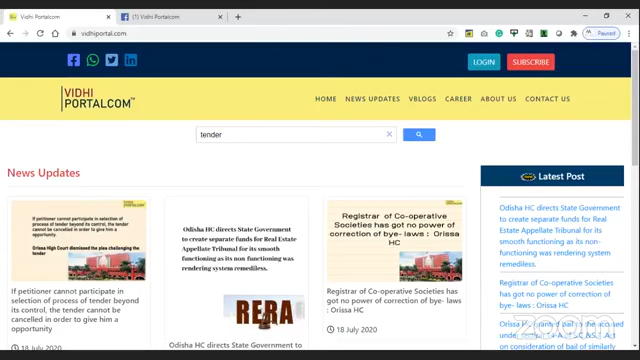 Vidhi Portalcom
(1) Vidhi Portalcom
vidhiportal.com
Paused
LOGIN
SUBSCRIBE
VIDHI
PORTALCOM
HOME NEWS UPDATES VBLOGS CAREER ABOUT US CONTACT US
tender
News Updates
If petitioner cannot participate in selection
of process of tender beyond its control, the
tender cannot be cancelled in order to give him a
opportunity.
Orissa High Court dismissed the plea challenging the
tender
If petitioner cannot participate in
selection of process of tender beyond
its control, the tender cannot be
cancelled in order to give him a
opportunity
18 July 2020
Odisha HC directs State Government
to create separate funds for Real Estate
Appellate Tribunal for its smooth
functioning as its non functioning was
rendering system remediless.
RERA
Odisha HC directs State Government to
Registrar of Co-operative
Societies has got no power of
correction of bye- laws : Orissa
HC
Registrar of Co-operative Societies has
got no power of correction of bye- laws
: Orissa HC
18 July 2020
Latest Post
Odisha HC directs State Government
to create separate funds for Real
Estate Appellate Tribunal for its
smooth functioning as its non-
functioning was rendering system
remediless.
Registrar of Co-operative Societies
has got no power of correction of
bye- laws : Orissa HC
Orissa HC granted bail to the accused
on consideration of bail of similarly
zoom